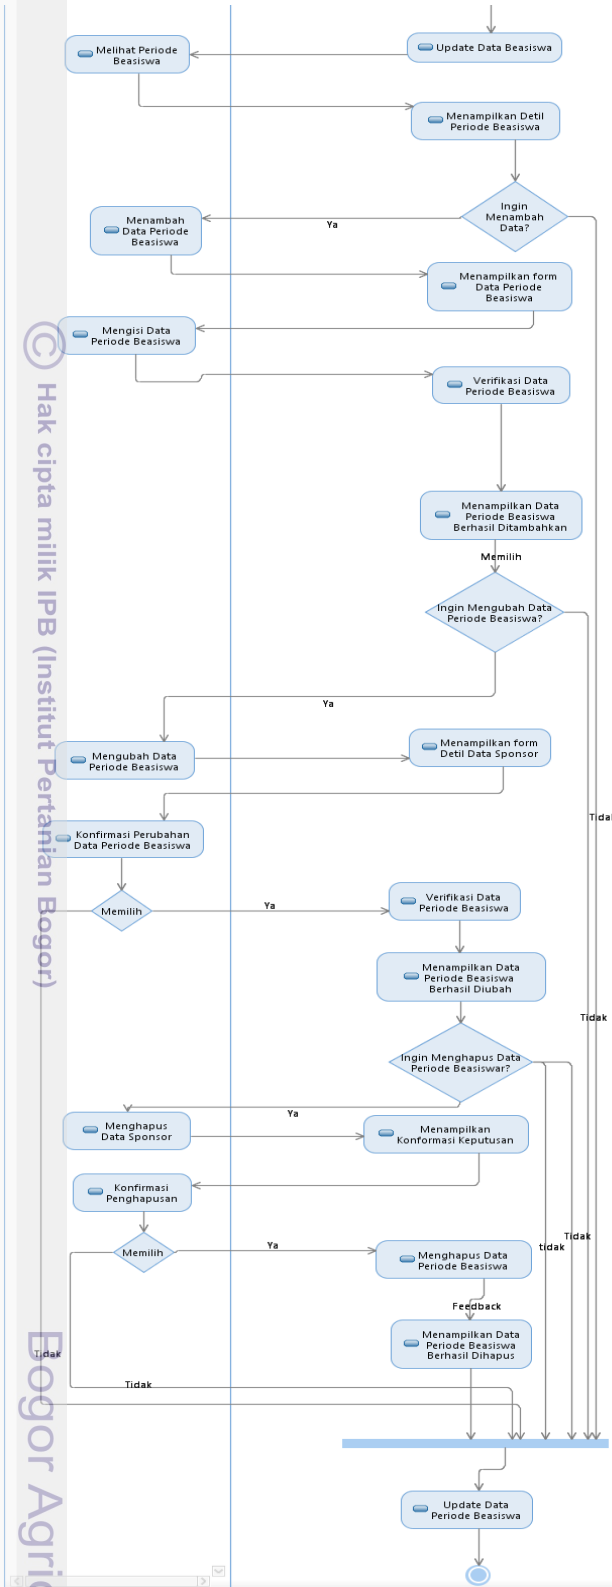 Update Data Beasiswa
Melihat Periode
Beasiswa
Menampilkan Detil
Periode Beasiswa
Ingin
Menambah
Data?
Ya
Menambah
Data Periode
Beasiswa
Menampilkan form
Data Periode
Beasiswa
Mengisi Data
Periode Beasiswa
Verifikasi Data
Periode Beasiswa
Menampilkan Data
Periode Beasiswa
Berhasil Ditambahkan
Memilih
Ingin Mengubah Data
Periode Beasiswa?
Ya
Mengubah Data
Periode Beasiswa
Menampilkan form
Detil Data Sponsor
Tidak
Konfirmasi Perubahan
Data Periode Beasiswa
Memilih
Ya
Verifikasi Data
Periode Beasiswa
Menampilkan Data
Periode Beasiswa
Berhasil Diubah
Tidak
Ingin Menghapus Data
Periode Beasiswar?
Ya
Menghapus
Data Sponsor
Menampilkan
Konformasi Keputusan
Konfirmasi
Penghapusan
Memilih
Ya
Menghapus Data
Periode Beasiswa
tidak
Tidak
Feedback
Menampilkan Data
Periode Beasiswa
Berhasil Dihapus
Tidak
Tidak
Update Data
Periode Beasiswa
© Hak cipta milik IPB (Institut Pertanian Bogor)
Bogor Agric